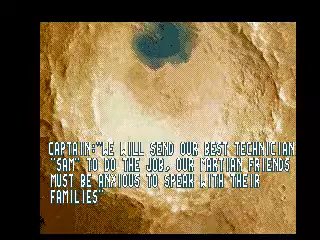 CAPTAIN:"WE WILL SEND OUR BEST TECHNICIAN
"SAM" TO DO THE JOB, OUR MARTIAN FRIENDS
MUST BE ANXIOUS TO SPEAK WITH THEIR
FAMILIES"